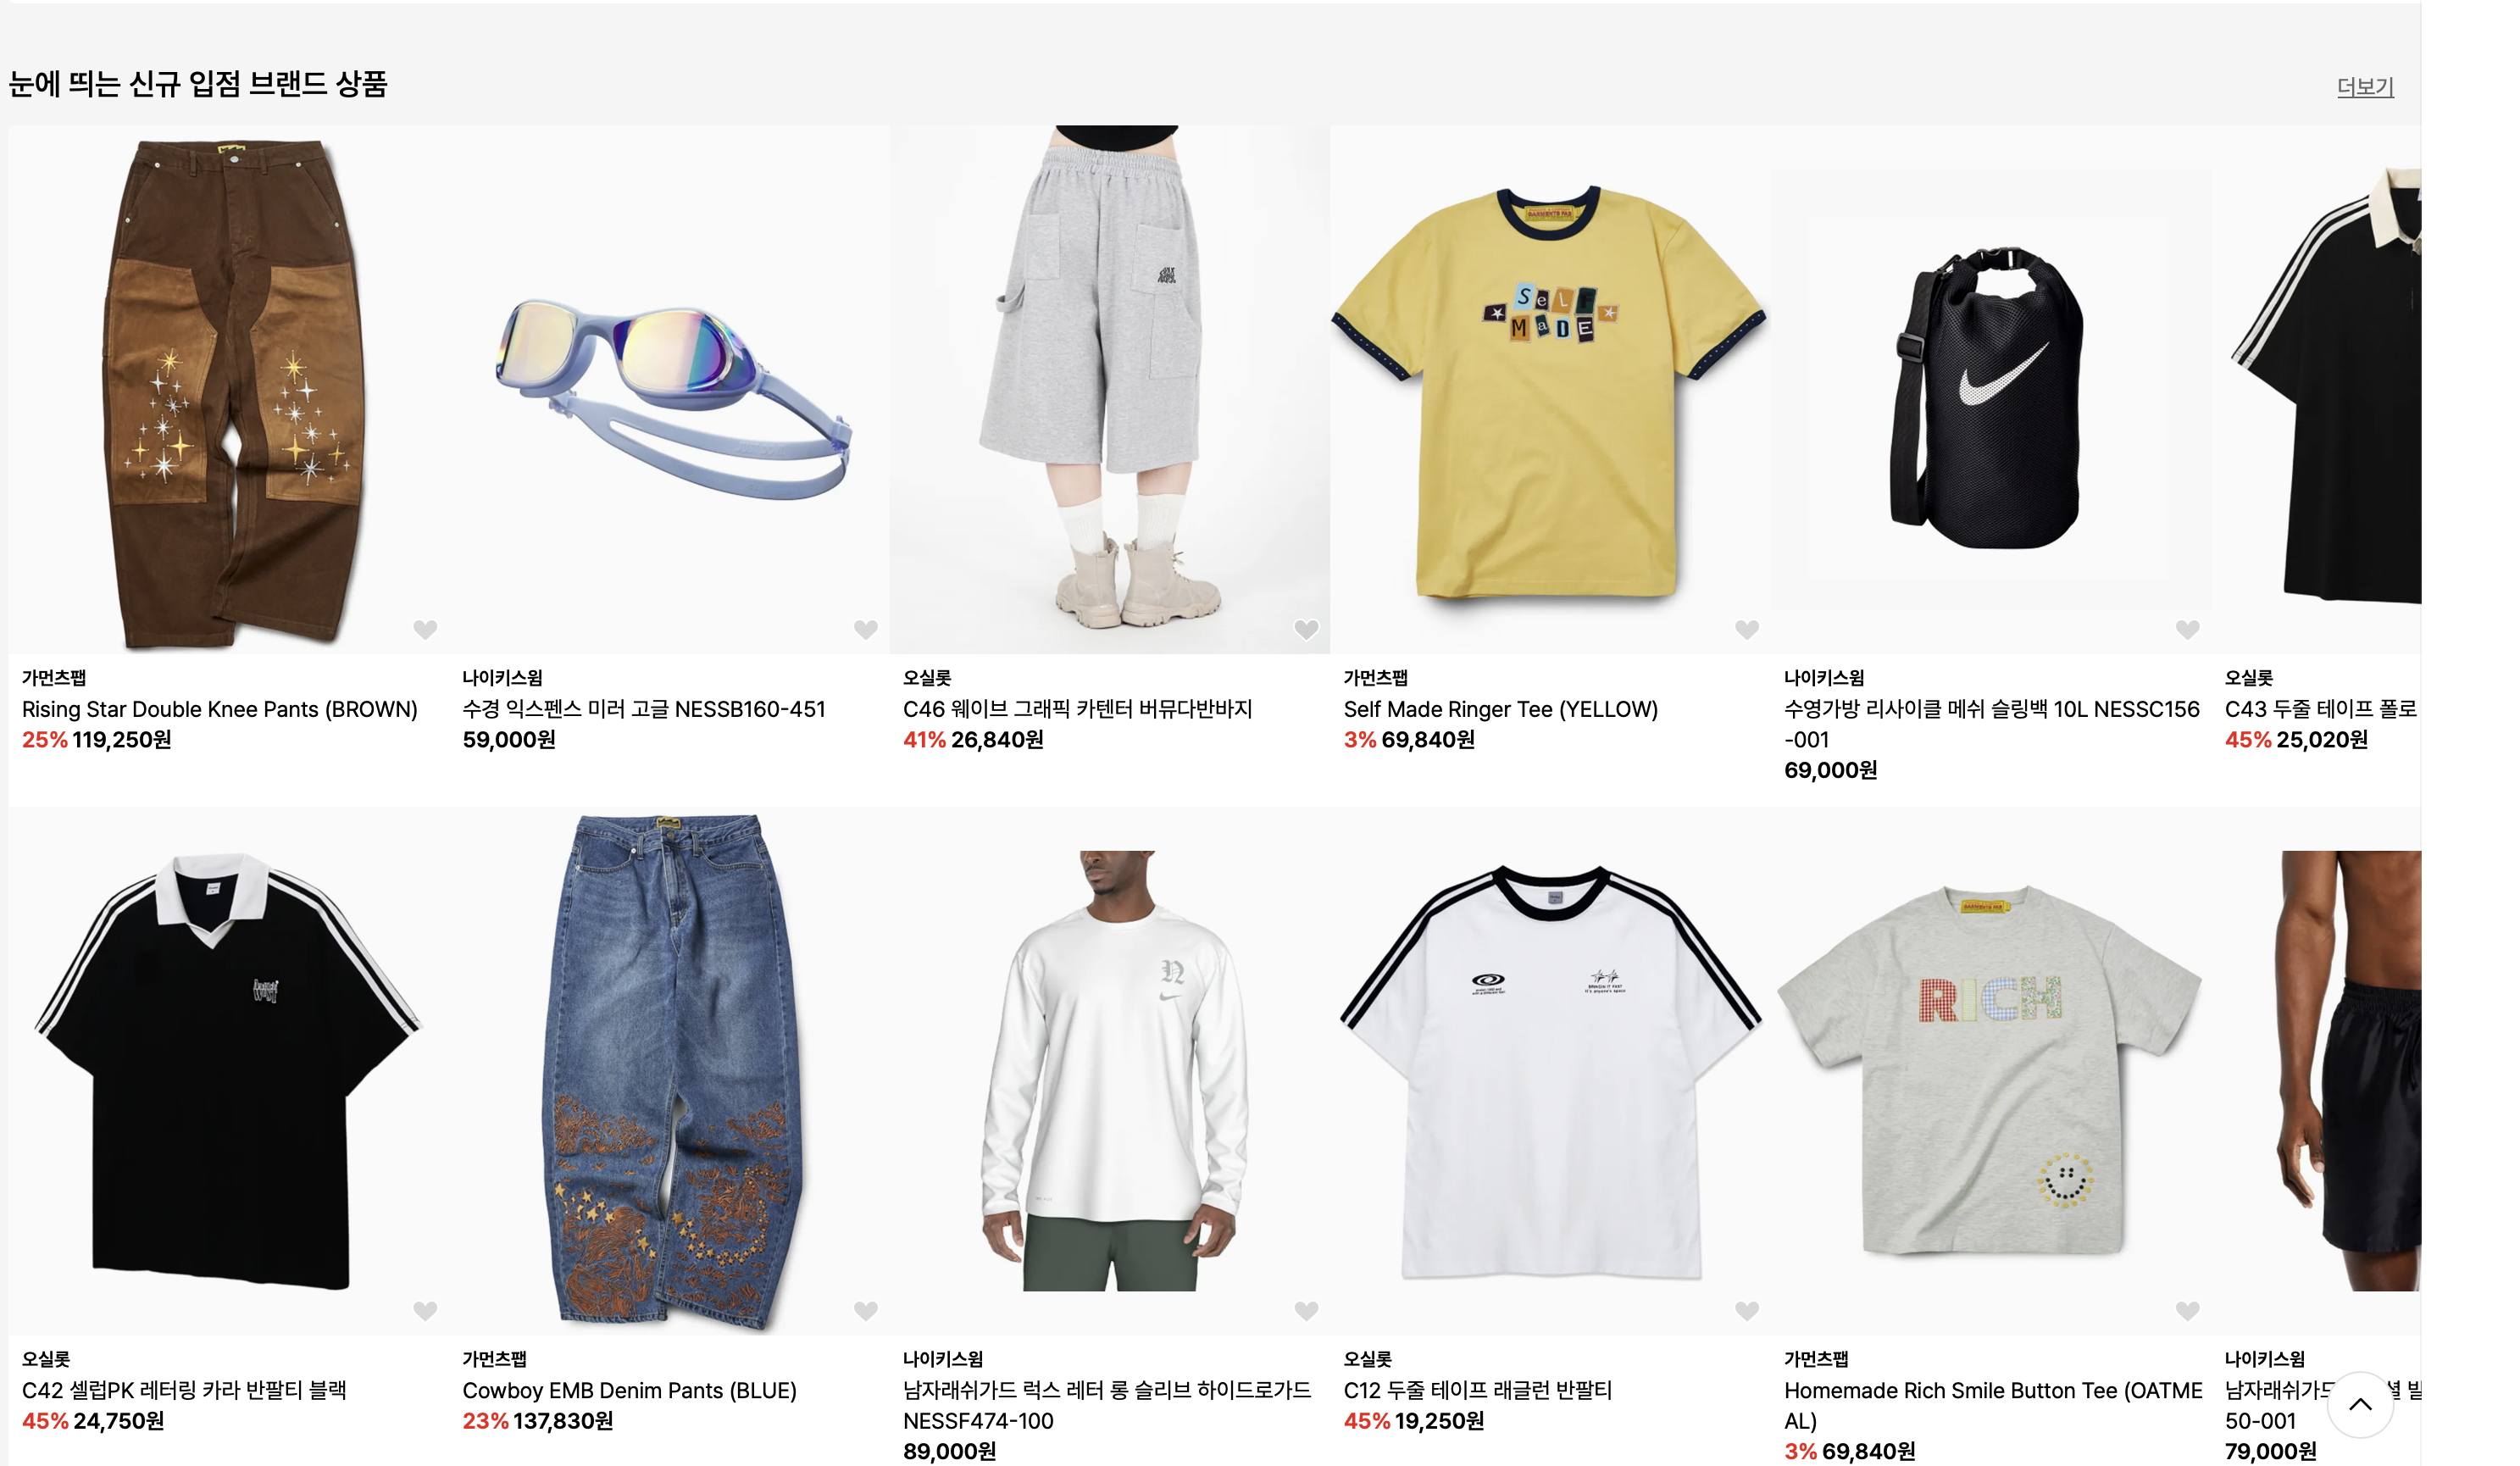 눈에 띄는 신규 입점 브랜드 상품
더보기
GARMENTS FAB
SeLF
MaDE
가먼츠팹
Rising Star Double Knee Pants (BROWN)
25% 119,250원
나이키스윔
수경 익스펜스 미러 고글 NESSB160-451
59,000원
오실롯
C46 웨이브 그래픽 카텐터 버뮤다반바지
41% 26,840원
가먼츠팹
Self Made Ringer Tee (YELLOW)
3% 69,840원
나이키스윔
수영가방 리사이클 메쉬 슬링백 10L NESSC156
-001
69,000원
오실롯
C43 두줄 테이프 폴로
45% 25,020원
N
GARMENTS FAB
RICH
오실롯
C42 셀럽PK 레터링 카라 반팔티 블랙
45% 24,750원
가먼츠팹
Cowboy EMB Denim Pants (BLUE)
23% 137,830원
나이키스윔
남자래쉬가드 럭스 레터 롱 슬리브 하이드로가드
NESSF474-100
89,000원
오실롯
C12 두줄 테이프 래글런 반팔티
45% 19,250원
가먼츠팹
Homemade Rich Smile Button Tee (OATME
AL)
3% 69,840원
나이키스윔
남자래쉬가드
50-001
79,000원